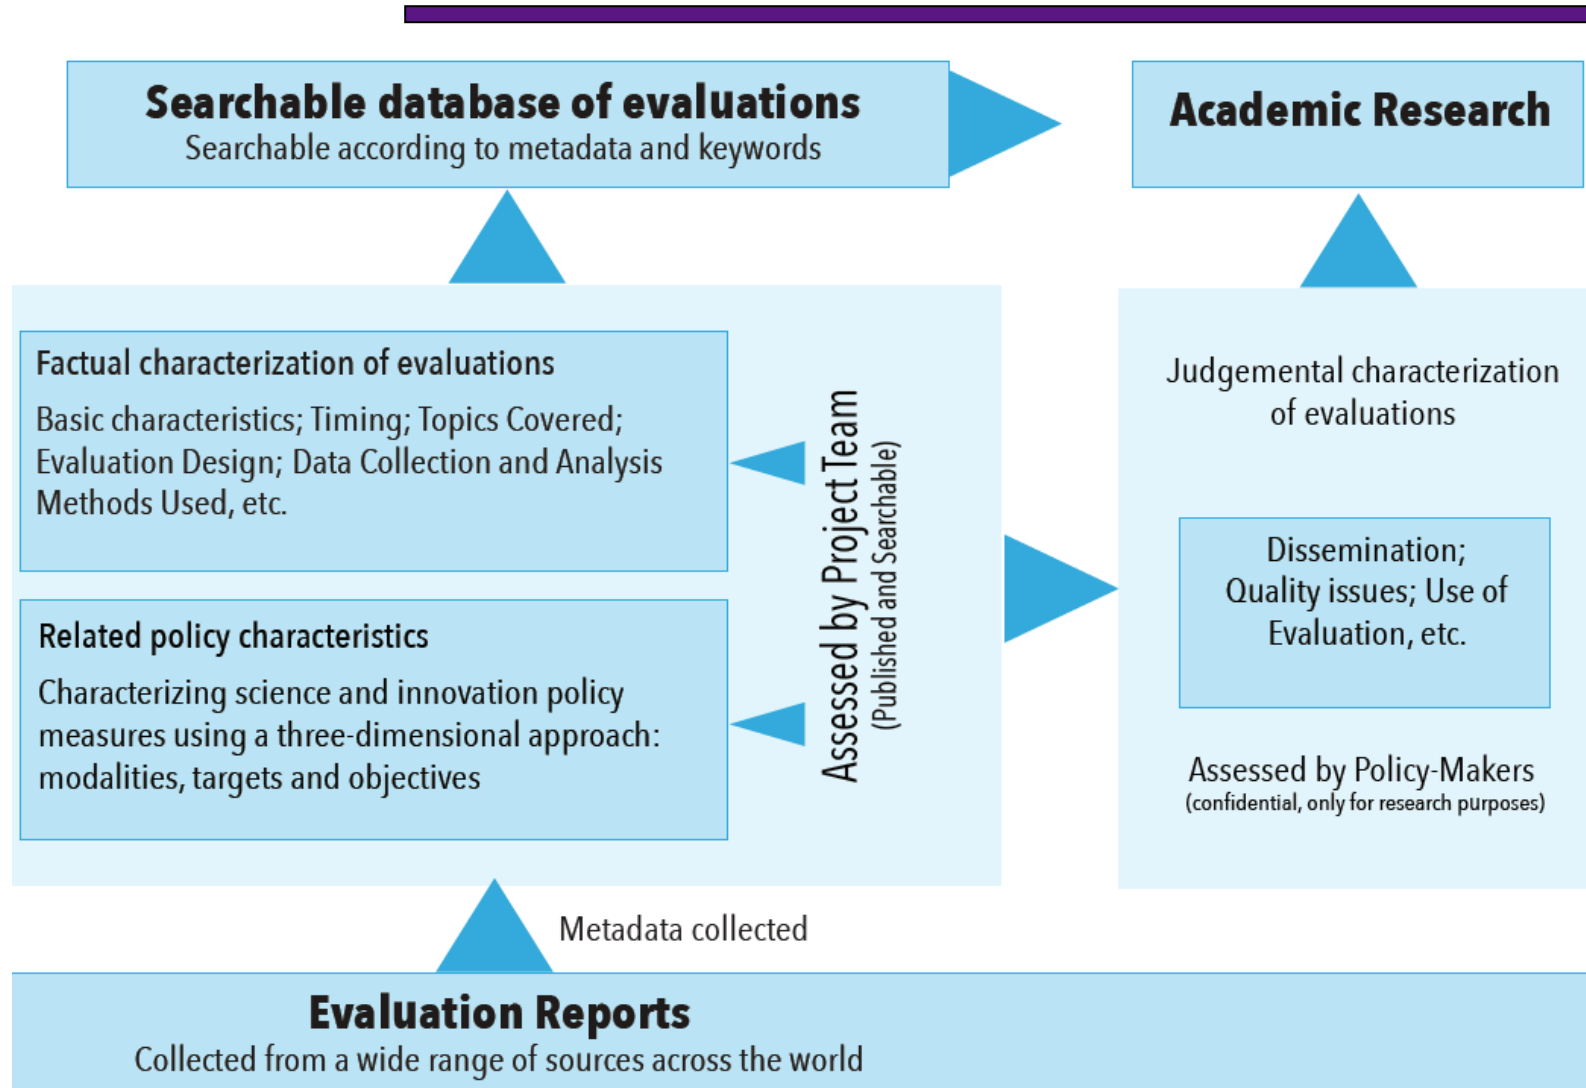 Searchable database of evaluations
Searchable according to metadata and keywords
Academic Research
Factual characterization of evaluations
Basic characteristics; Timing; Topics Covered;
Evaluation Design; Data Collection and Analysis
Methods Used, etc.
Related policy characteristics
Characterizing science and innovation policy
measures using a three-dimensional approach:
modalities, targets and objectives
Assessed by Project Team
(Published and Searchable)
Judgemental characterization
of evaluations
Dissemination;
Quality issues; Use of
Evaluation, etc.
Assessed by Policy-Makers
(confidential, only for research purposes)
Metadata collected
Evaluation Reports
Collected from a wide range of sources across the world